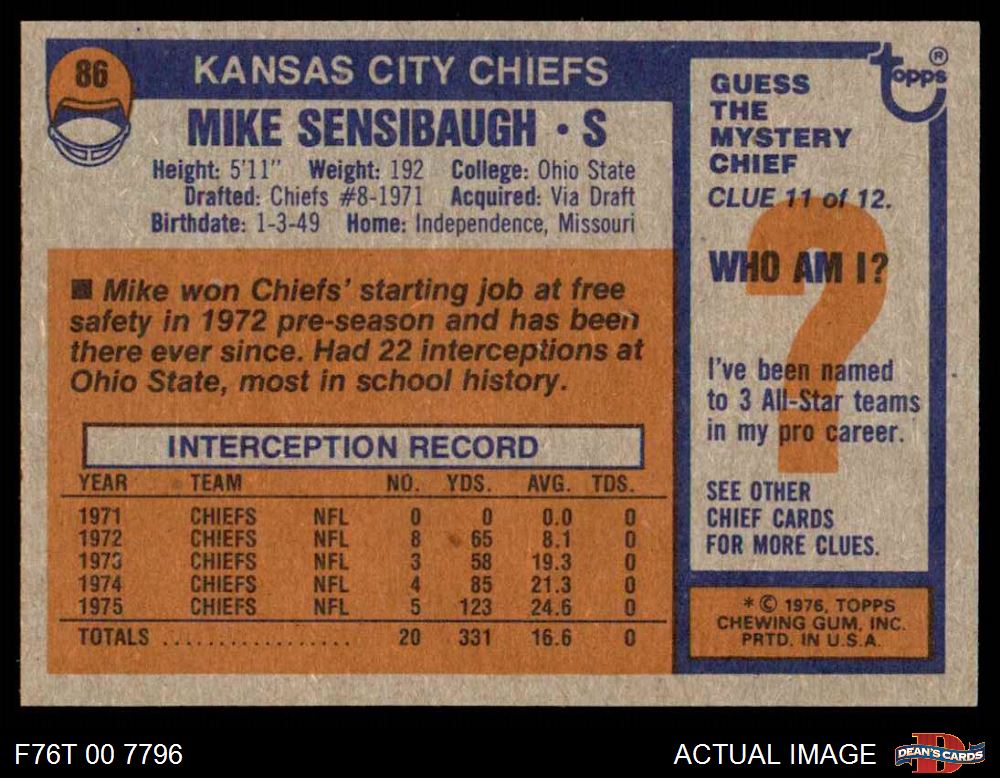 86
KANSAS CITY CHIEFS
MIKE SENSIBAUGH • S
Height: 5'11" Weight: 192 College: Ohio State
Drafted: Chiefs #8-1971 Acquired: Via Draft
Birthdate: 1-3-49 Home: Independence, Missouri
■ Mike won Chiefs' starting job at free
safety in 1972 pre-season and has been
there ever since. Had 22 interceptions at
Ohio State, most in school history.
INTERCEPTION RECORD
YEAR TEAM NO. YDS. AVG. TDS.
1971 CHIEFS NFL 0 0 0.0 0
1972 CHIEFS NFL 8 65 8.1 0
1973 CHIEFS NFL 3 58 19.3 0
1974 CHIEFS NFL 4 85 21.3 0
1975 CHIEFS NFL 5 123 24.6 0
TOTALS .................. 20 331 16.6 0
topps ®
GUESS
THE
MYSTERY
CHIEF
CLUE 11 of 12.
?
WHO AM I?
I've been named
to 3 All-Star teams
in my pro career.
SEE OTHER
CHIEF CARDS
FOR MORE CLUES.
* © 1976, TOPPS
CHEWING GUM, INC.
PRTD. IN U.S.A.
F76T 00 7796
ACTUAL IMAGE
D
DEAN'S CARDS